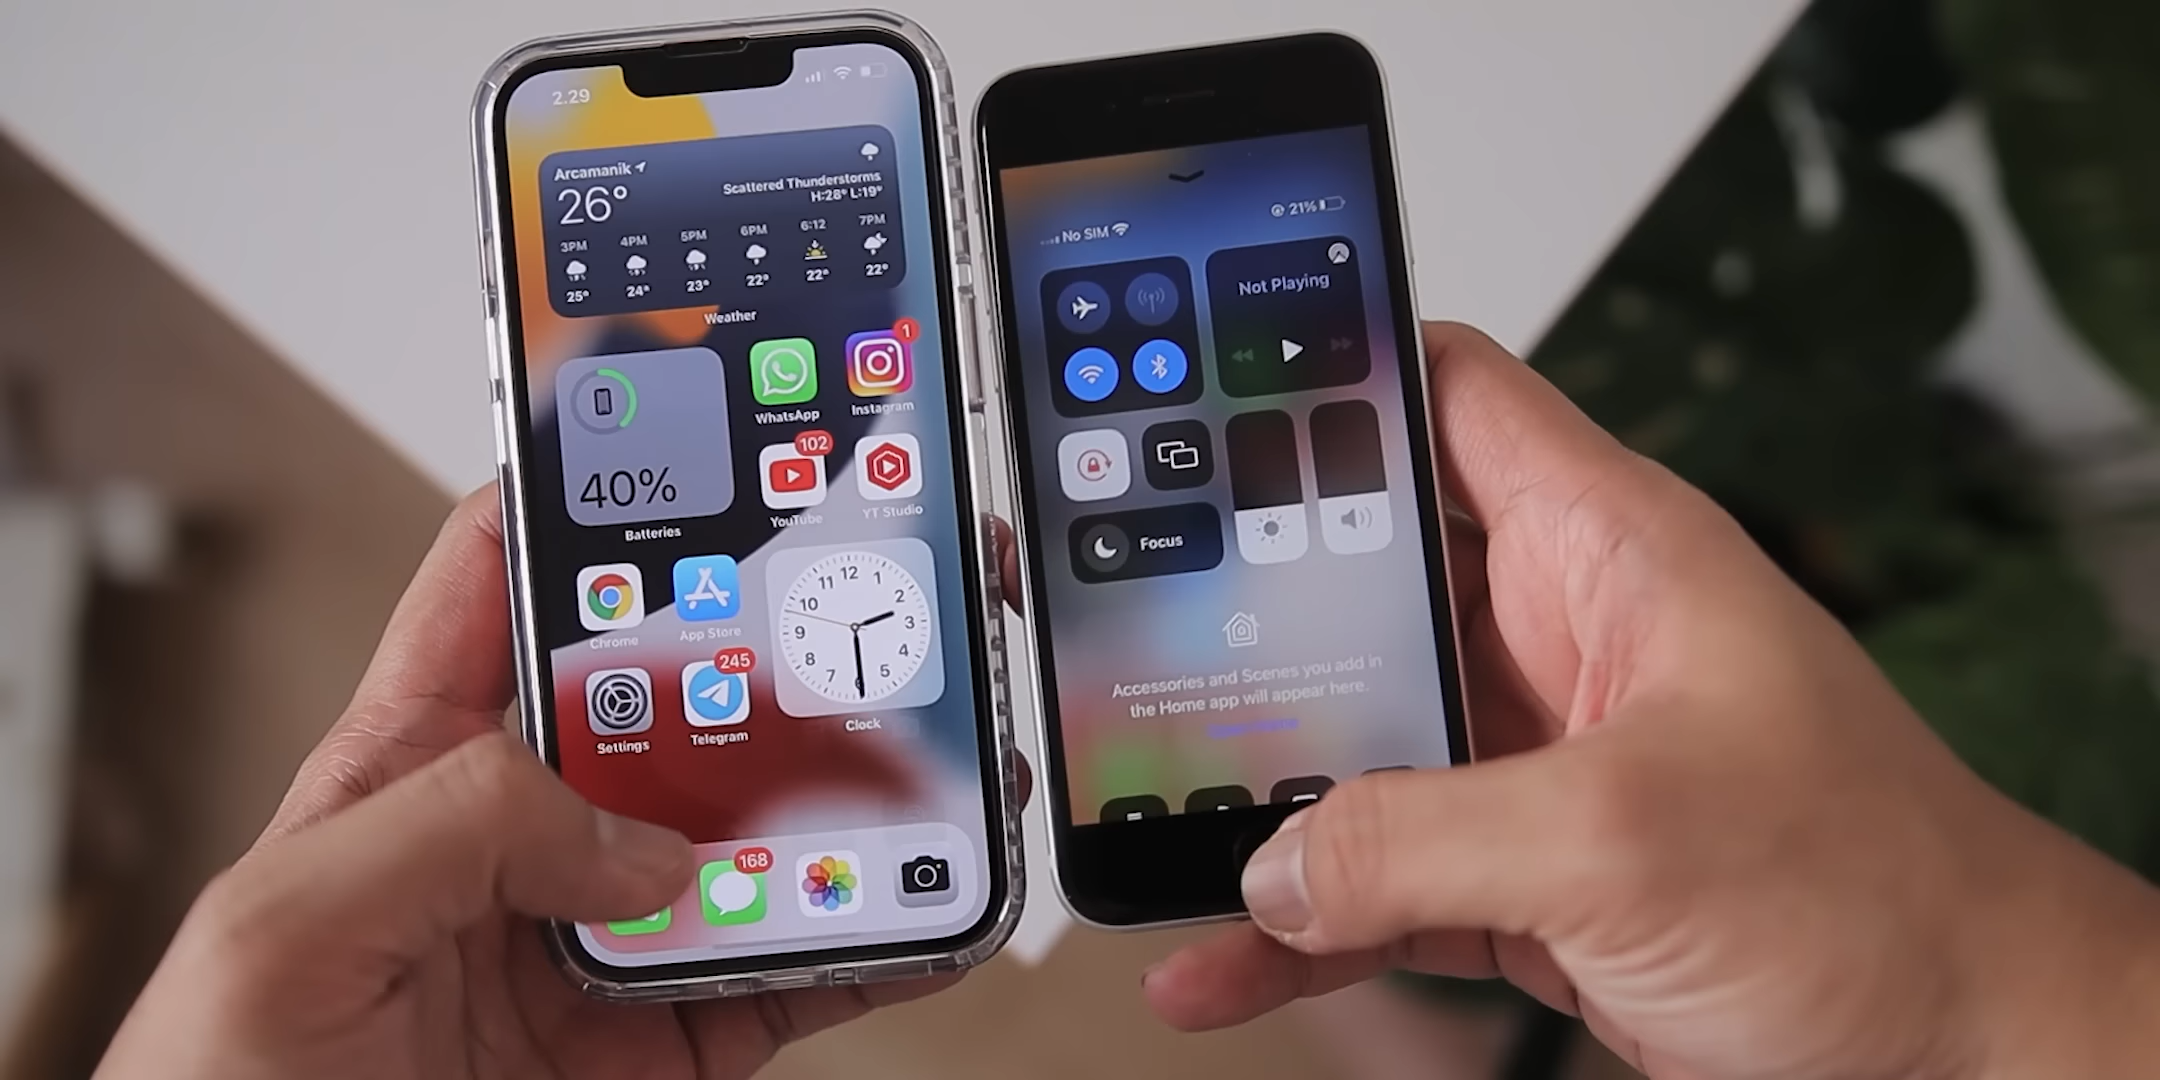 2.29
Arcamanik
26°
Scattered Thunderstorms
H:28° L:19°
3PM 4PM 5PM 6PM 6:12 7PM
25° 24° 23° 22° 22° 22°
Weather
40%
Batteries
WhatsApp
1
Instagram
102
YouTube
YT Studio
Chrome
App Store
12
1
2
3
4
5
7
8
9
10
11
Clock
Settings
245
Telegram
168
No SIM
21%
Not Playing
Focus
Accessories and Scenes you add in
the Home app will appear here.